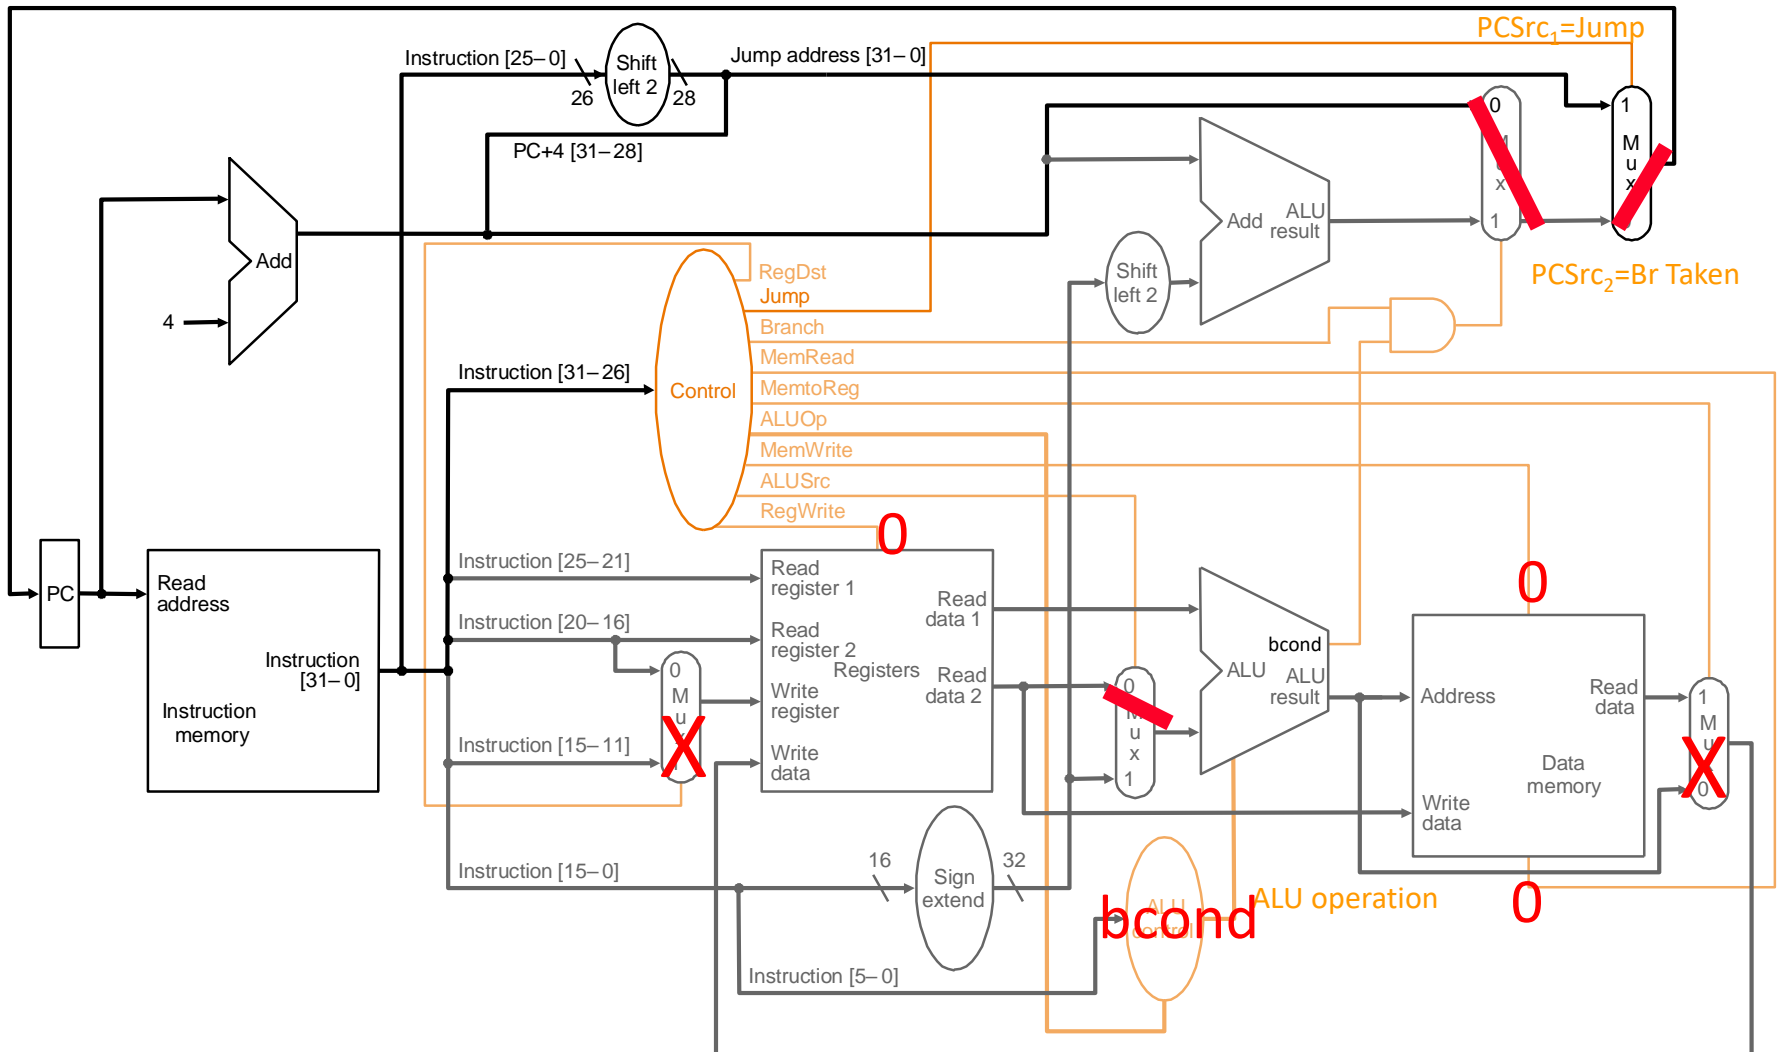 PCSrc1=Jump
Instruction [25–0]
Shift
left 2
Jump address [31–0]
26
28
PC+4 [31–28]
0
M
u
x
1
1
M
u
x
Add
ALU
result
Add
Shift
left 2
PCSrc2=Br Taken
4
RegDst
Jump
Branch
MemRead
MemtoReg
ALUOp
MemWrite
ALUSrc
RegWrite
Instruction [31–26]
Control
0
PC
Read
address
Instruction
[31–0]
Instruction
memory
Instruction [25–21]
Instruction [20–16]
Instruction [15–11]
Instruction [15–0]
0
M
u
X
Read
register 1
Read
register 2
Registers
Write
register
Write
data
Read
data 1
Read
data 2
0
M
u
x
1
bcond
ALU
ALU
result
0
Address
Read
data
Data
memory
Write
data
0
1
M
u
X
0
16
Sign
extend
32
ALU
control
bcond
ALU operation
Instruction [5–0]